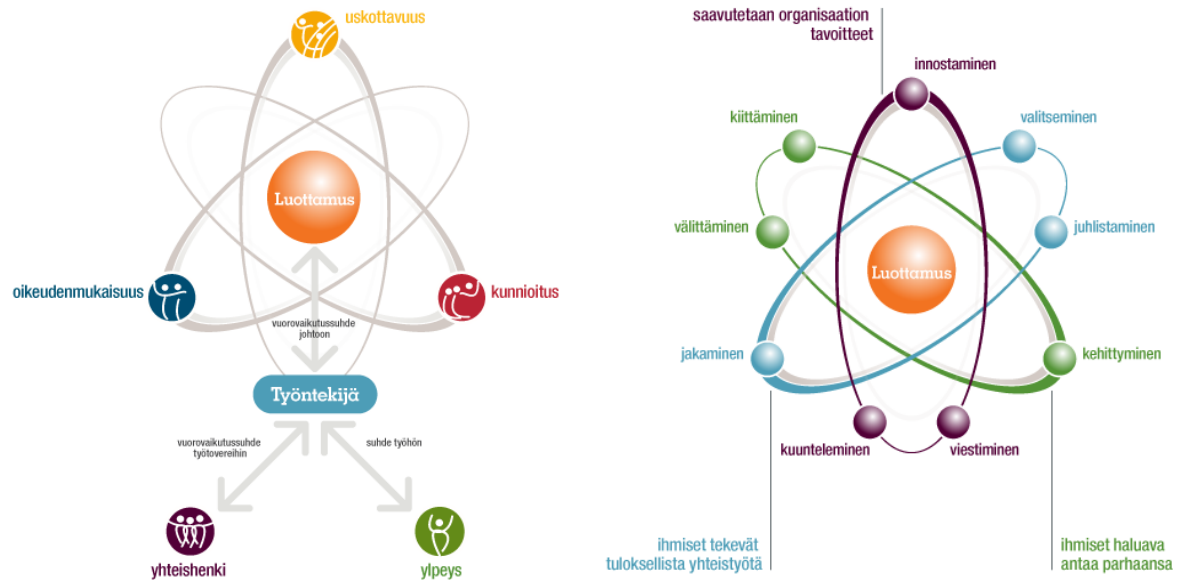 uskottavuus
Luottamus
oikeudenmukaisuus
kunnioitus
vuorovaikutussuhde
johtoon
Työntekijä
vuorovaikutussuhde
työtovereihin
suhde työhön
yhteishenki
ylpeys
saavutetaan organisaation
tavoitteet
innostaminen
kiittäminen
valitseminen
välittäminen
juhlistaminen
Luottamus
jakaminen
kehittyminen
kuunteleminen
viestiminen
ihmiset tekevät
tuloksellista yhteistyötä
ihmiset haluava
antaa parhaansa